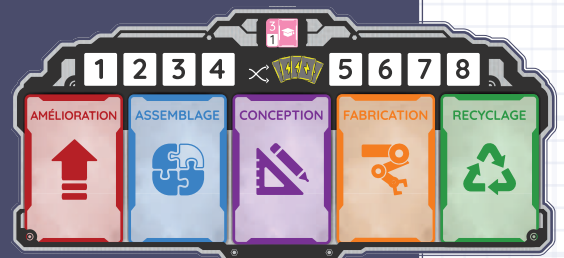 3
1
1 2 3 4 5 6 7 8
AMÉLIORATION ASSEMBLAGE CONCEPTION FABRICATION RECYCLAGE